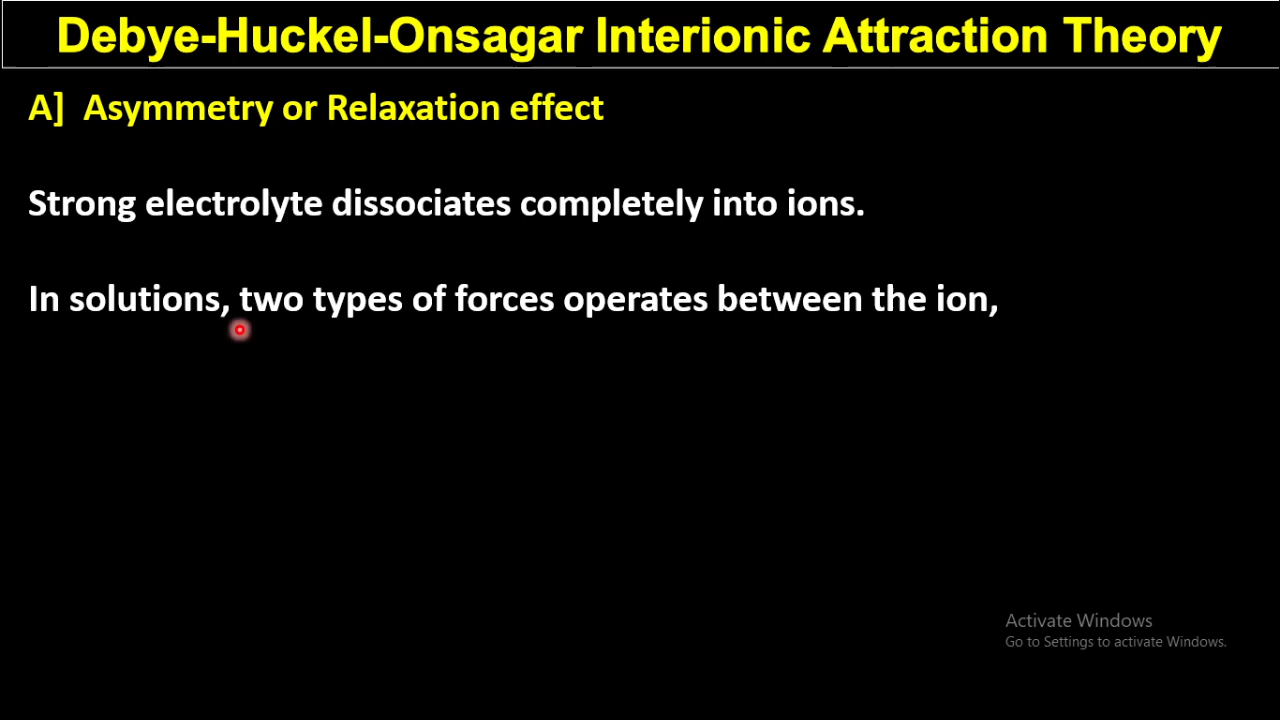 Debye-Huckel-Onsagar Interionic Attraction Theory
A] Asymmetry or Relaxation effect
Strong electrolyte dissociates completely into ions.
In solutions, two types of forces operates between the ion,
Activate Windows
Go to Settings to activate Windows.